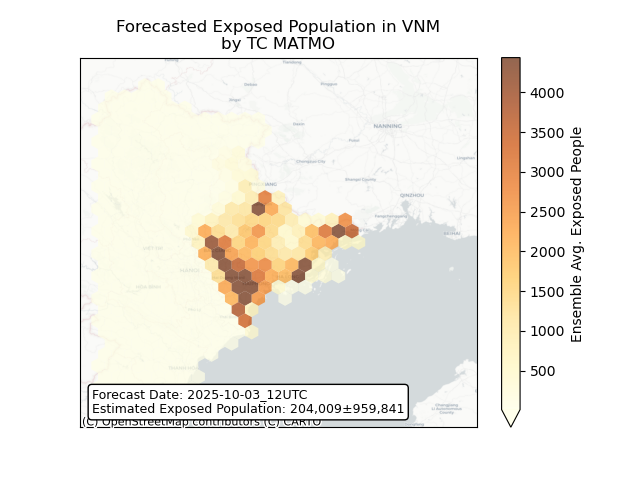 Forecasted Exposed Population in VNM
by TC MATMO
NANNING
QINZHOU
4000
3500
3000
2500
2000
1500
1000
500
Ensemble Avg. Exposed People
Forecast Date: 2025-10-03_12UTC
Estimated Exposed Population: 204,009±959,841
(C) OpenStreetMap contributors (C) CARTO